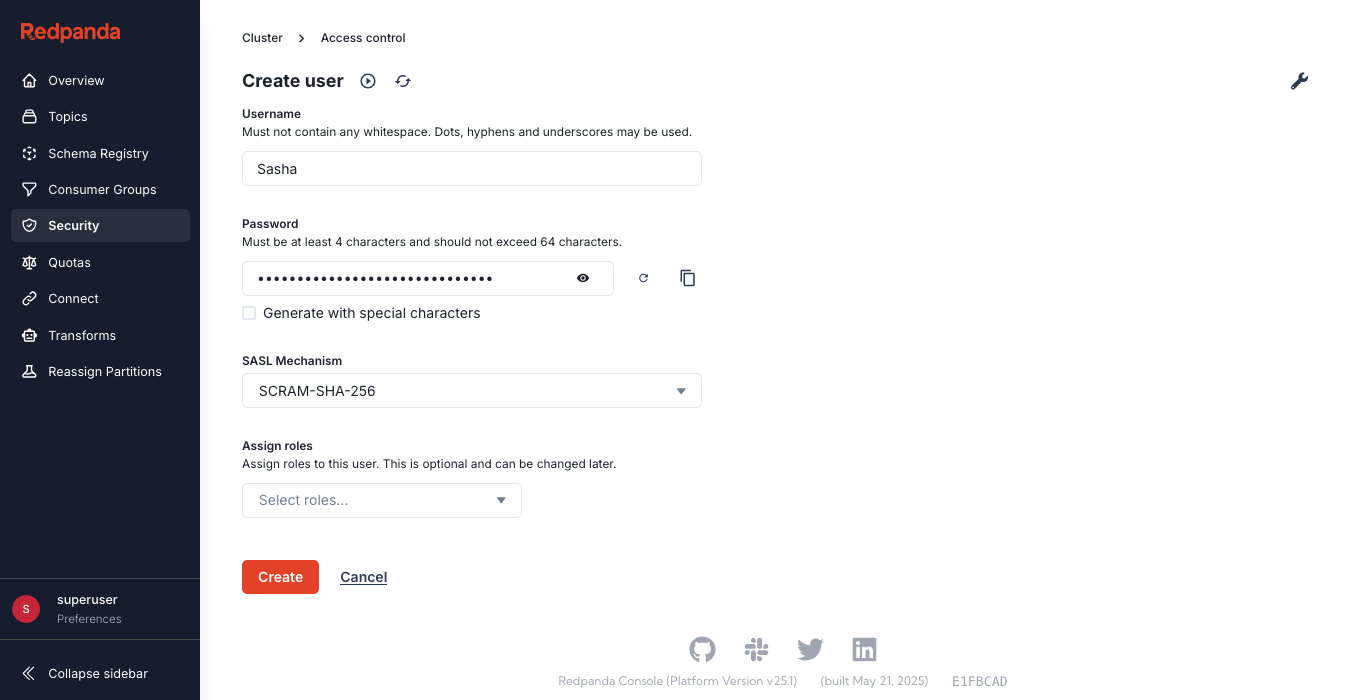 Redpanda
Overview
Topics
Schema Registry
Consumer Groups
Security
Quotas
Connect
Transforms
Reassign Partitions
S
superuser
Preferences
Collapse sidebar
Cluster > Access control
Create user
Username
Must not contain any whitespace. Dots, hyphens and underscores may be used.
Sasha
Password
Must be at least 4 characters and should not exceed 64 characters.
••••••••••••••••••••••••••••••
Generate with special characters
SASL Mechanism
SCRAM-SHA-256
Assign roles
Assign roles to this user. This is optional and can be changed later.
Select roles...
Create Cancel
in
Redpanda Console (Platform Version v25.1) (built May 21, 2025) E1FBCAD